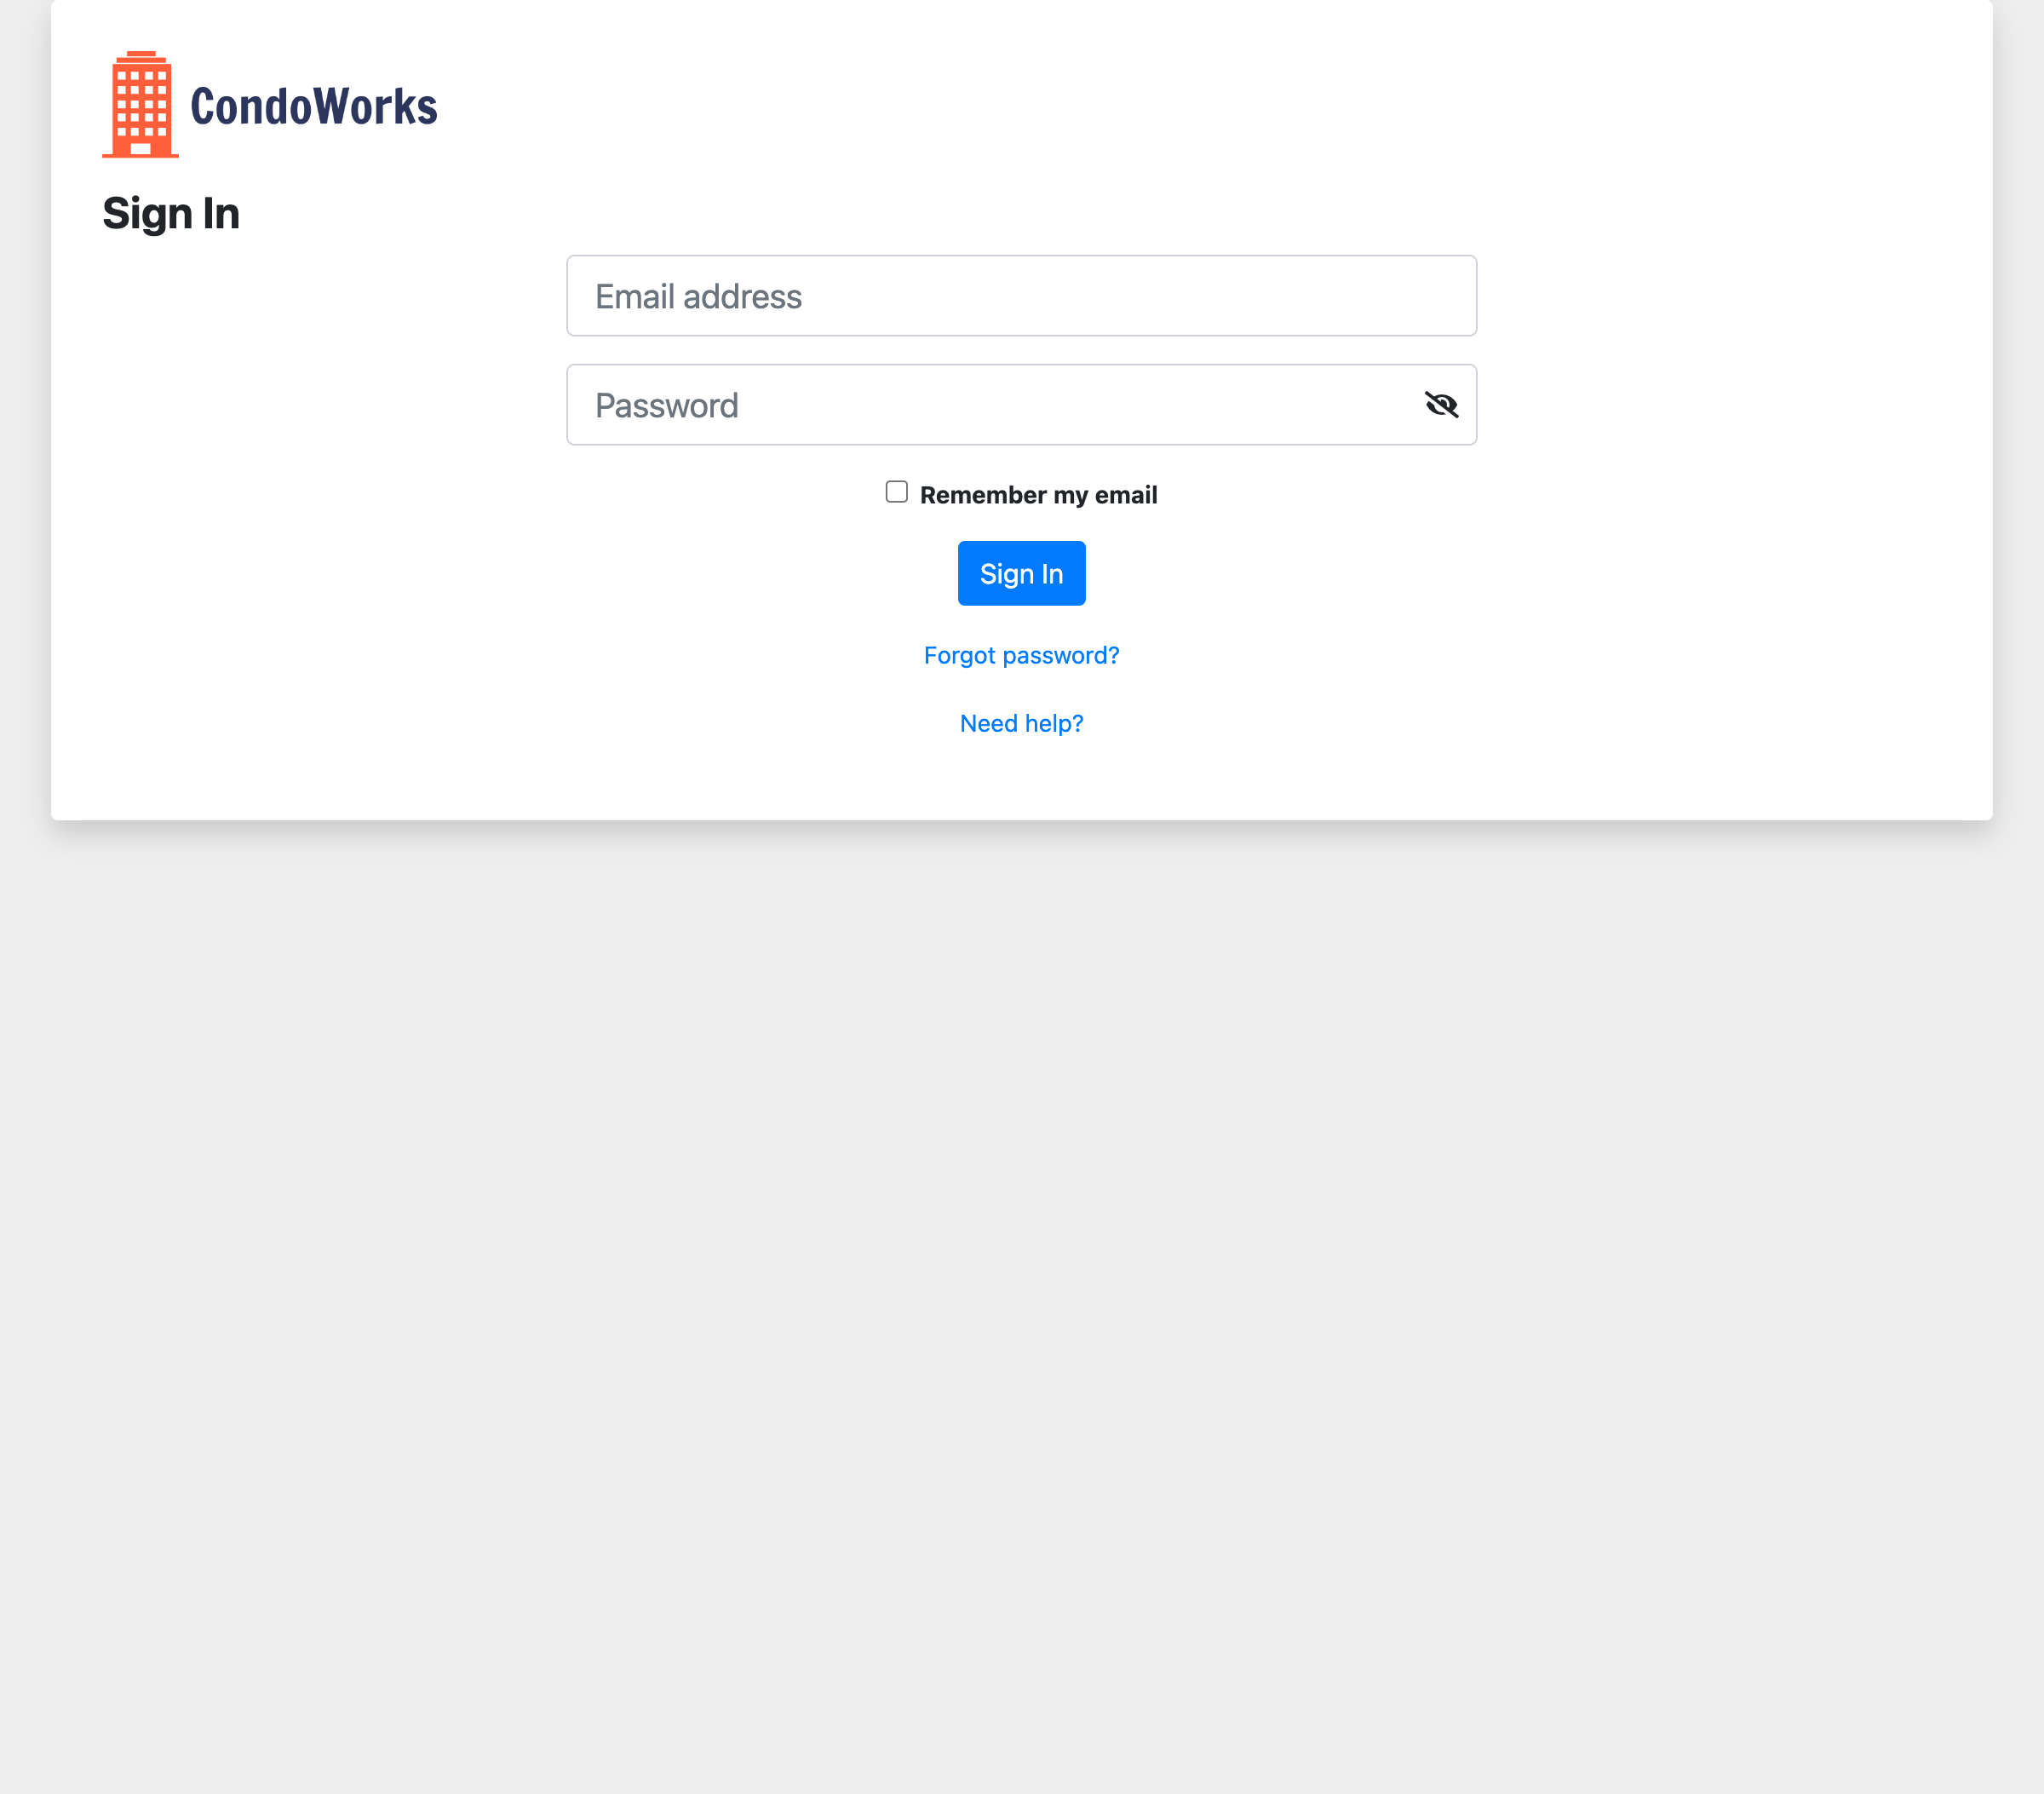 CondoWorks
Sign In
Email address
Password
Remember my email
Sign In
Forgot password?
Need help?